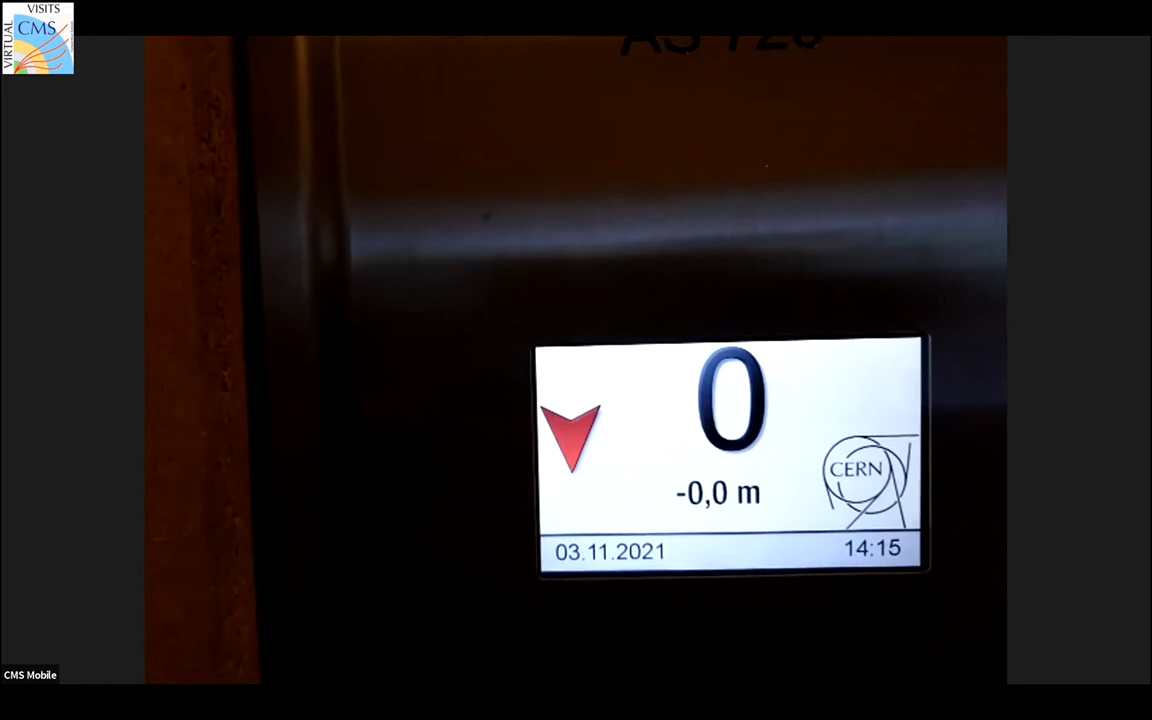 VISITS
CMS
VIRTUAL
0
-0,0 m
CERN
03.11.2021
14:15
CMS Mobile